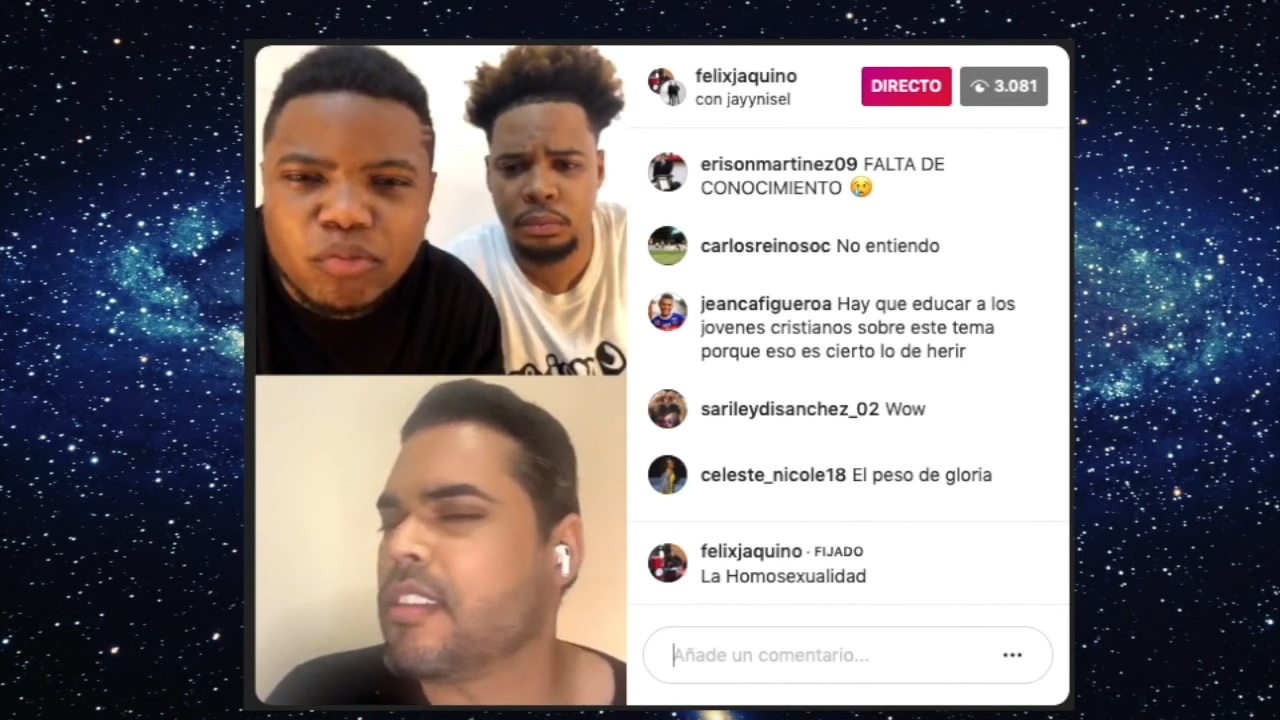 felixjaquino
con jayynisel
DIRECTO
3.081
erisonmartinez09 FALTA DE
CONOCIMIENTO 😢
carlosreinosoc No entiendo
jeancafigueroa Hay que educar a los
jovenes cristianos sobre este tema
porque eso es cierto lo de herir
sarileydisanchez_02 Wow
celeste_nicole18 El peso de gloria
felixjaquino · FIJADO
La Homosexualidad
Añade un comentario...